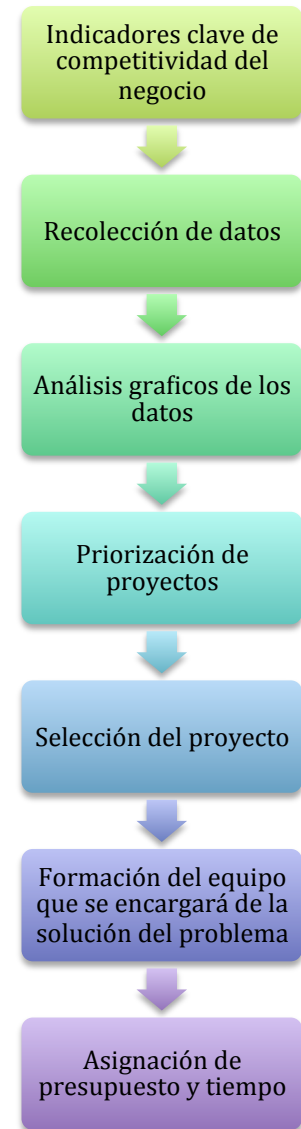 Indicadores clave de
competitividad del
negocio
Recolección de datos
Análisis graficos de los
datos
Priorización de
proyectos
Selección del proyecto
Formación del equipo
que se encargará de la
solución del problema
Asignación de
presupuesto y tiempo